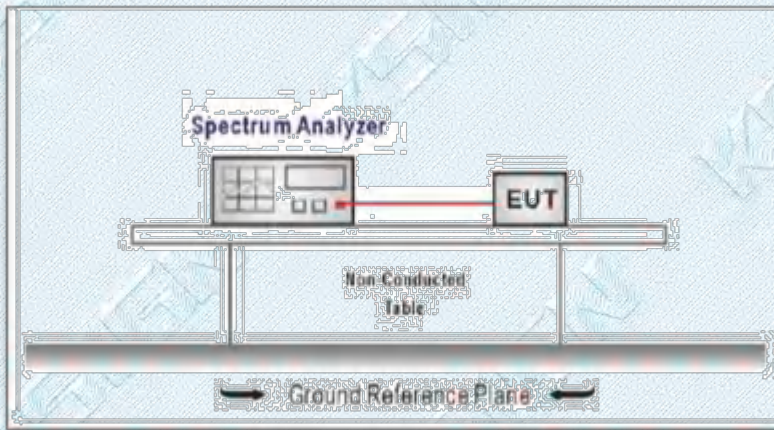 Spectrum Analyzer
EUT
Non-Conducted
Table
Ground Reference Plane